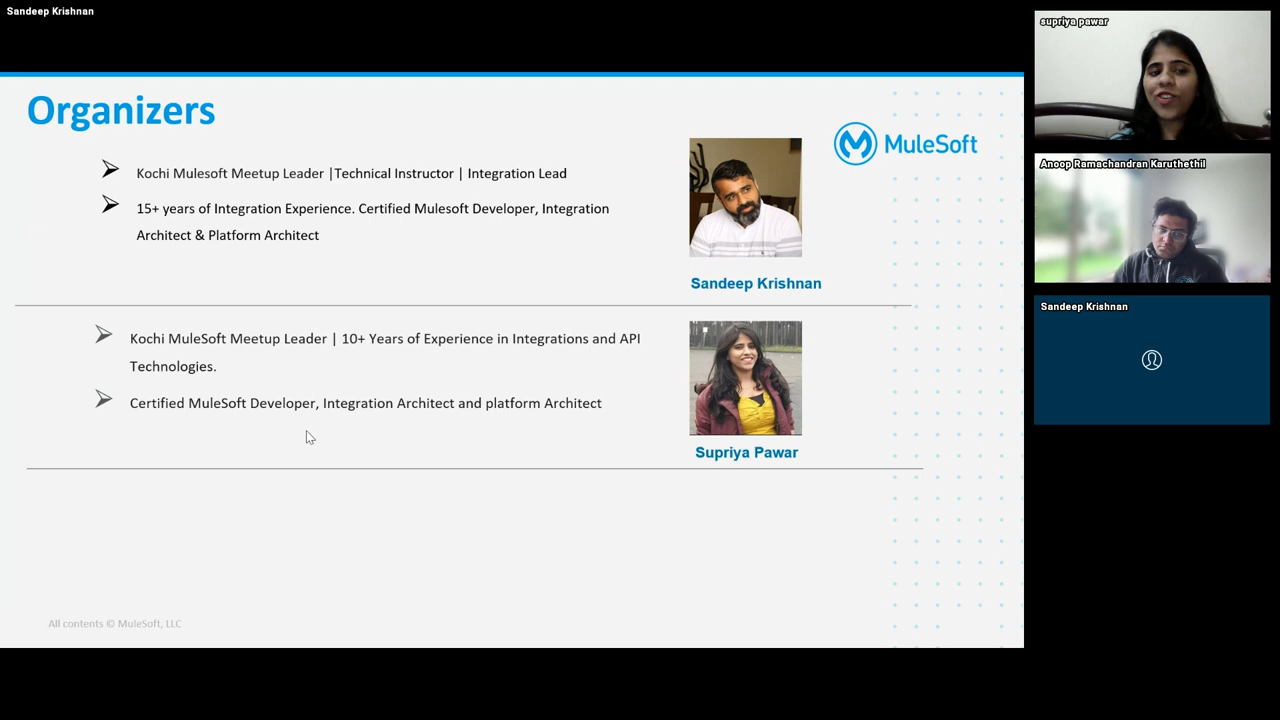 Sandeep Krishnan
Organizers
Kochi Mulesoft Meetup Leader |Technical Instructor | Integration Lead
15+ years of Integration Experience. Certified Mulesoft Developer, Integration
Architect & Platform Architect
MuleSoft
Sandeep Krishnan
Kochi MuleSoft Meetup Leader | 10+ Years of Experience in Integrations and API
Technologies.
Certified MuleSoft Developer, Integration Architect and platform Architect
Supriya Pawar
All contents © MuleSoft, LLC
supriya pawar
Anoop Ramachandran Karuthethil
Sandeep Krishnan